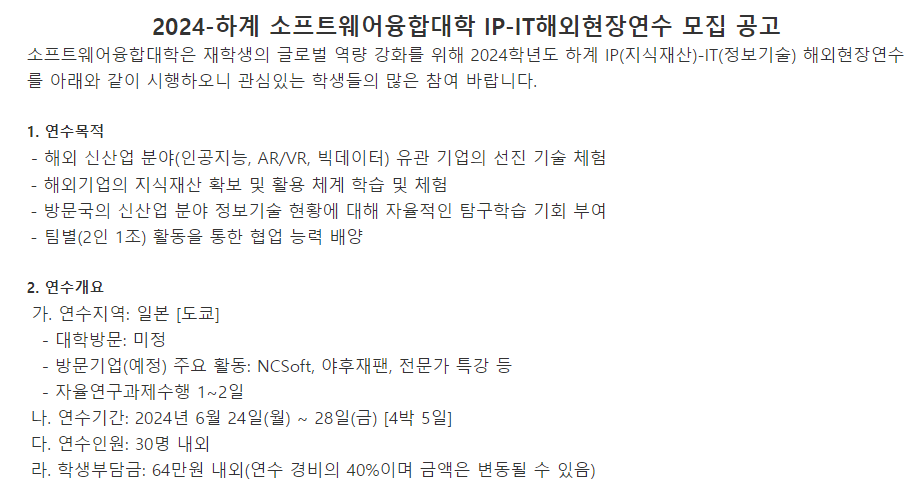 2024-하계 소프트웨어융합대학 IP-IT해외현장연수 모집 공고
소프트웨어융합대학은 재학생의 글로벌 역량 강화를 위해 2024학년도 하계 IP(지식재산)-IT(정보기술) 해외현장연수
를 아래와 같이 시행하오니 관심있는 학생들의 많은 참여 바랍니다.
1. 연수목적
- 해외 신산업 분야(인공지능, AR/VR, 빅데이터) 유관 기업의 선진 기술 체험
- 해외기업의 지식재산 확보 및 활용 체계 학습 및 체험
- 방문국의 신산업 분야 정보기술 현황에 대해 자율적인 탐구학습 기회 부여
- 팀별(2인 1조) 활동을 통한 협업 능력 배양
2. 연수개요
가. 연수지역: 일본 [도쿄]
- 대학방문: 미정
- 방문기업(예정) 주요 활동: NCSoft, 야후재팬, 전문가 특강 등
- 자율연구과제수행 1~2일
나. 연수기간: 2024년 6월 24일(월) ~ 28일(금) [4박 5일]
다. 연수인원: 30명 내외
라. 학생부담금: 64만원 내외(연수 경비의 40%이며 금액은 변동될 수 있음)